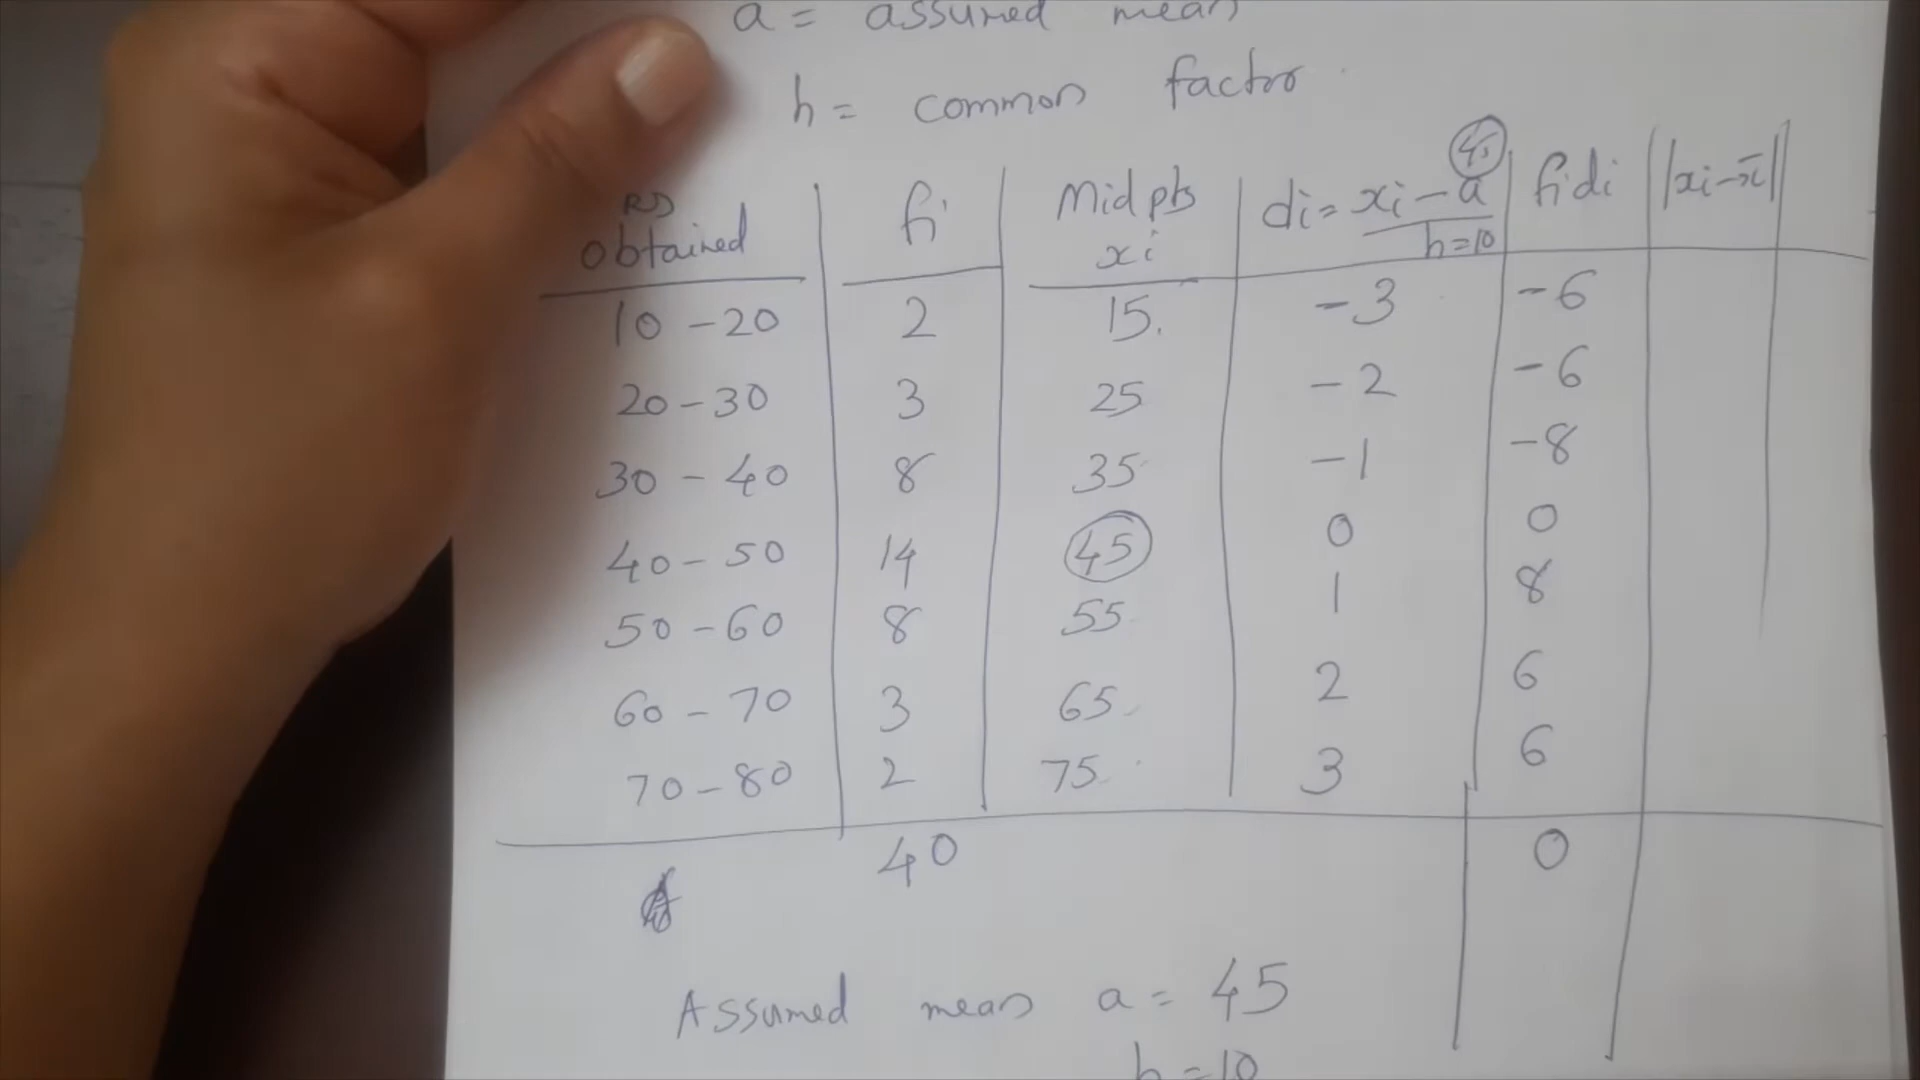 a = assumed mean
h = common factor
obtained fi Mid pts xi di = xi - a / h = 10 45 fidi |xi - x̄|
10 - 20 2 15. -3 -6
20 - 30 3 25 -2 -6
30 - 40 8 35 -1 -8
40 - 50 14 45 0 0
50 - 60 8 55 1 8
60 - 70 3 65 2 6
70 - 80 2 75 3 6
40 0
Assumed mean a = 45
h = 10